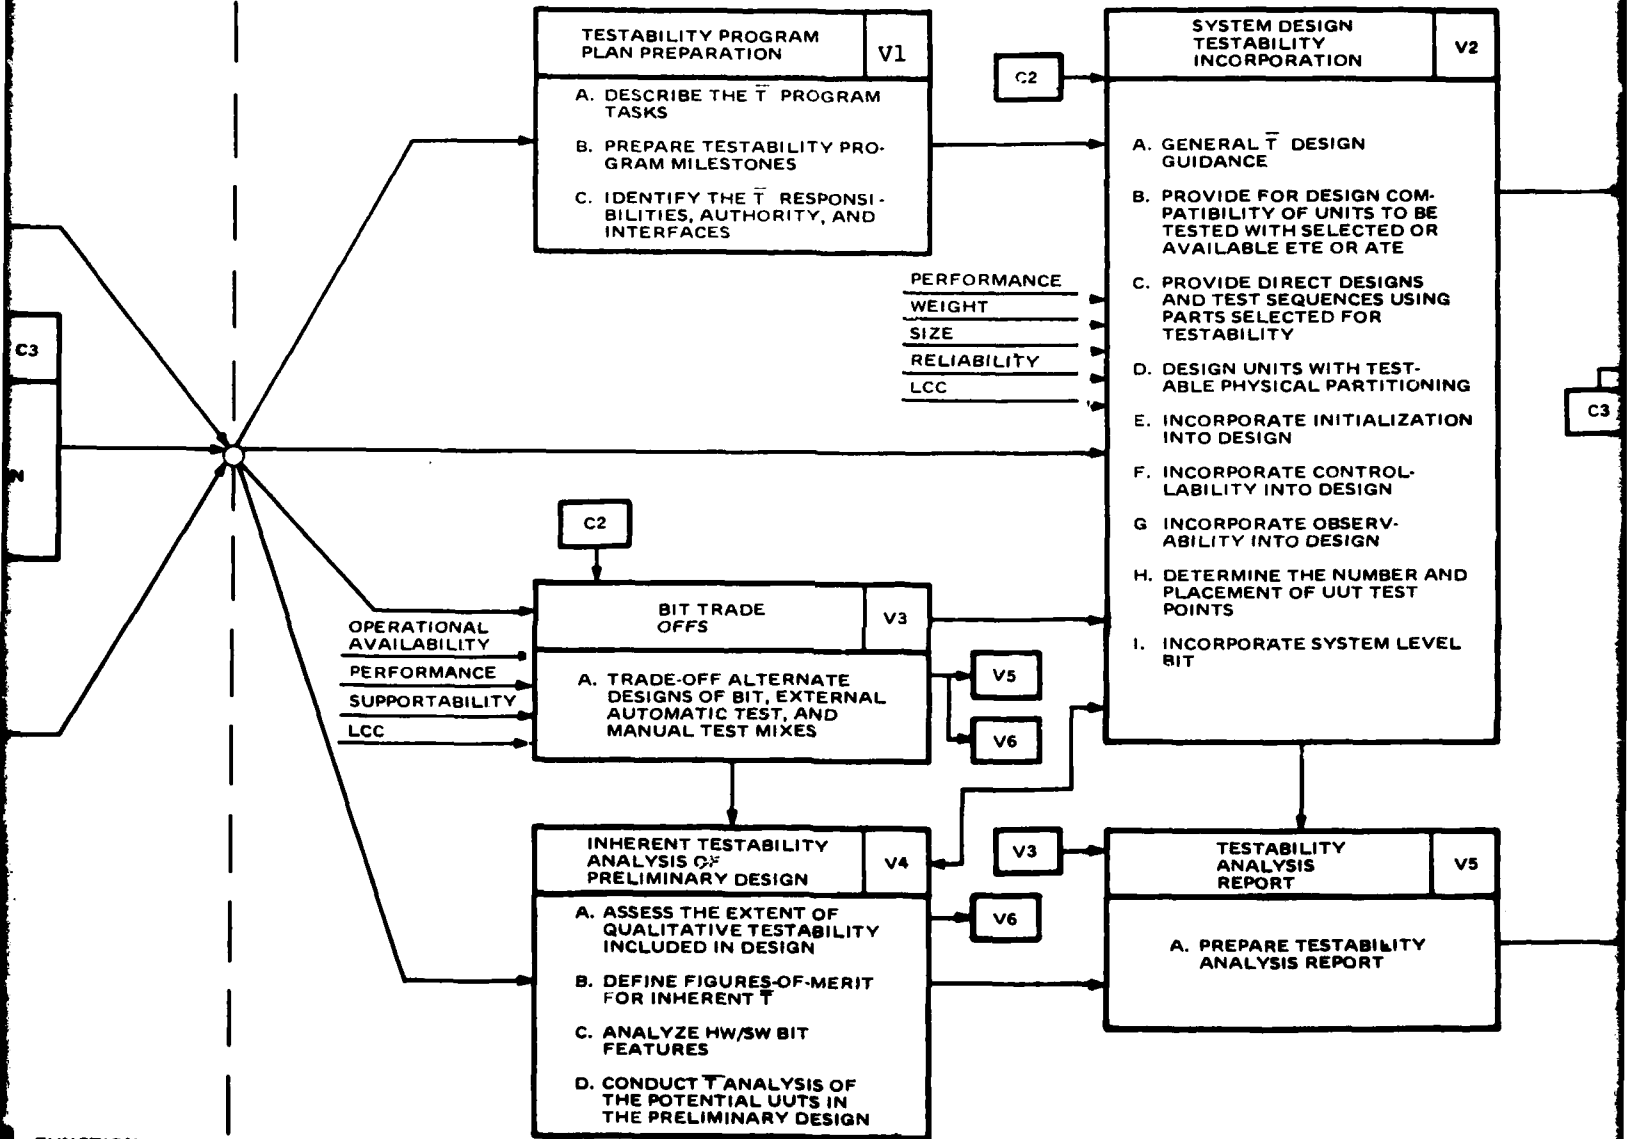 TESTABILITY PROGRAM
PLAN PREPARATION
V1
A. DESCRIBE THE T̅ PROGRAM
TASKS
B. PREPARE TESTABILITY PRO-
GRAM MILESTONES
C. IDENTIFY THE T̅ RESPONSI-
BILITIES, AUTHORITY, AND
INTERFACES
C2
SYSTEM DESIGN
TESTABILITY
INCORPORATION
V2
A. GENERAL T̅ DESIGN
GUIDANCE
B. PROVIDE FOR DESIGN COM-
PATIBILITY OF UNITS TO BE
TESTED WITH SELECTED OR
AVAILABLE ETE OR ATE
C. PROVIDE DIRECT DESIGNS
AND TEST SEQUENCES USING
PARTS SELECTED FOR
TESTABILITY
D. DESIGN UNITS WITH TEST-
ABLE PHYSICAL PARTITIONING
E. INCORPORATE INITIALIZATION
INTO DESIGN
F. INCORPORATE CONTROL-
LABILITY INTO DESIGN
G INCORPORATE OBSERV-
ABILITY INTO DESIGN
H. DETERMINE THE NUMBER AND
PLACEMENT OF UUT TEST
POINTS
I. INCORPORATE SYSTEM LEVEL
BIT
PERFORMANCE
WEIGHT
SIZE
RELIABILITY
LCC
C3
N
C3
C2
BIT TRADE
OFFS
V3
A. TRADE-OFF ALTERNATE
DESIGNS OF BIT, EXTERNAL
AUTOMATIC TEST, AND
MANUAL TEST MIXES
OPERATIONAL
AVAILABILITY
PERFORMANCE
SUPPORTABILITY
LCC
V5
V6
INHERENT TESTABILITY
ANALYSIS OF
PRELIMINARY DESIGN
V4
A. ASSESS THE EXTENT OF
QUALITATIVE TESTABILITY
INCLUDED IN DESIGN
B. DEFINE FIGURES-OF-MERIT
FOR INHERENT T̅
C. ANALYZE HW/SW BIT
FEATURES
D. CONDUCT T̅ ANALYSIS OF
THE POTENTIAL UUTS IN
THE PRELIMINARY DESIGN
V3
V6
TESTABILITY
ANALYSIS
REPORT
V5
A. PREPARE TESTABILITY
ANALYSIS REPORT